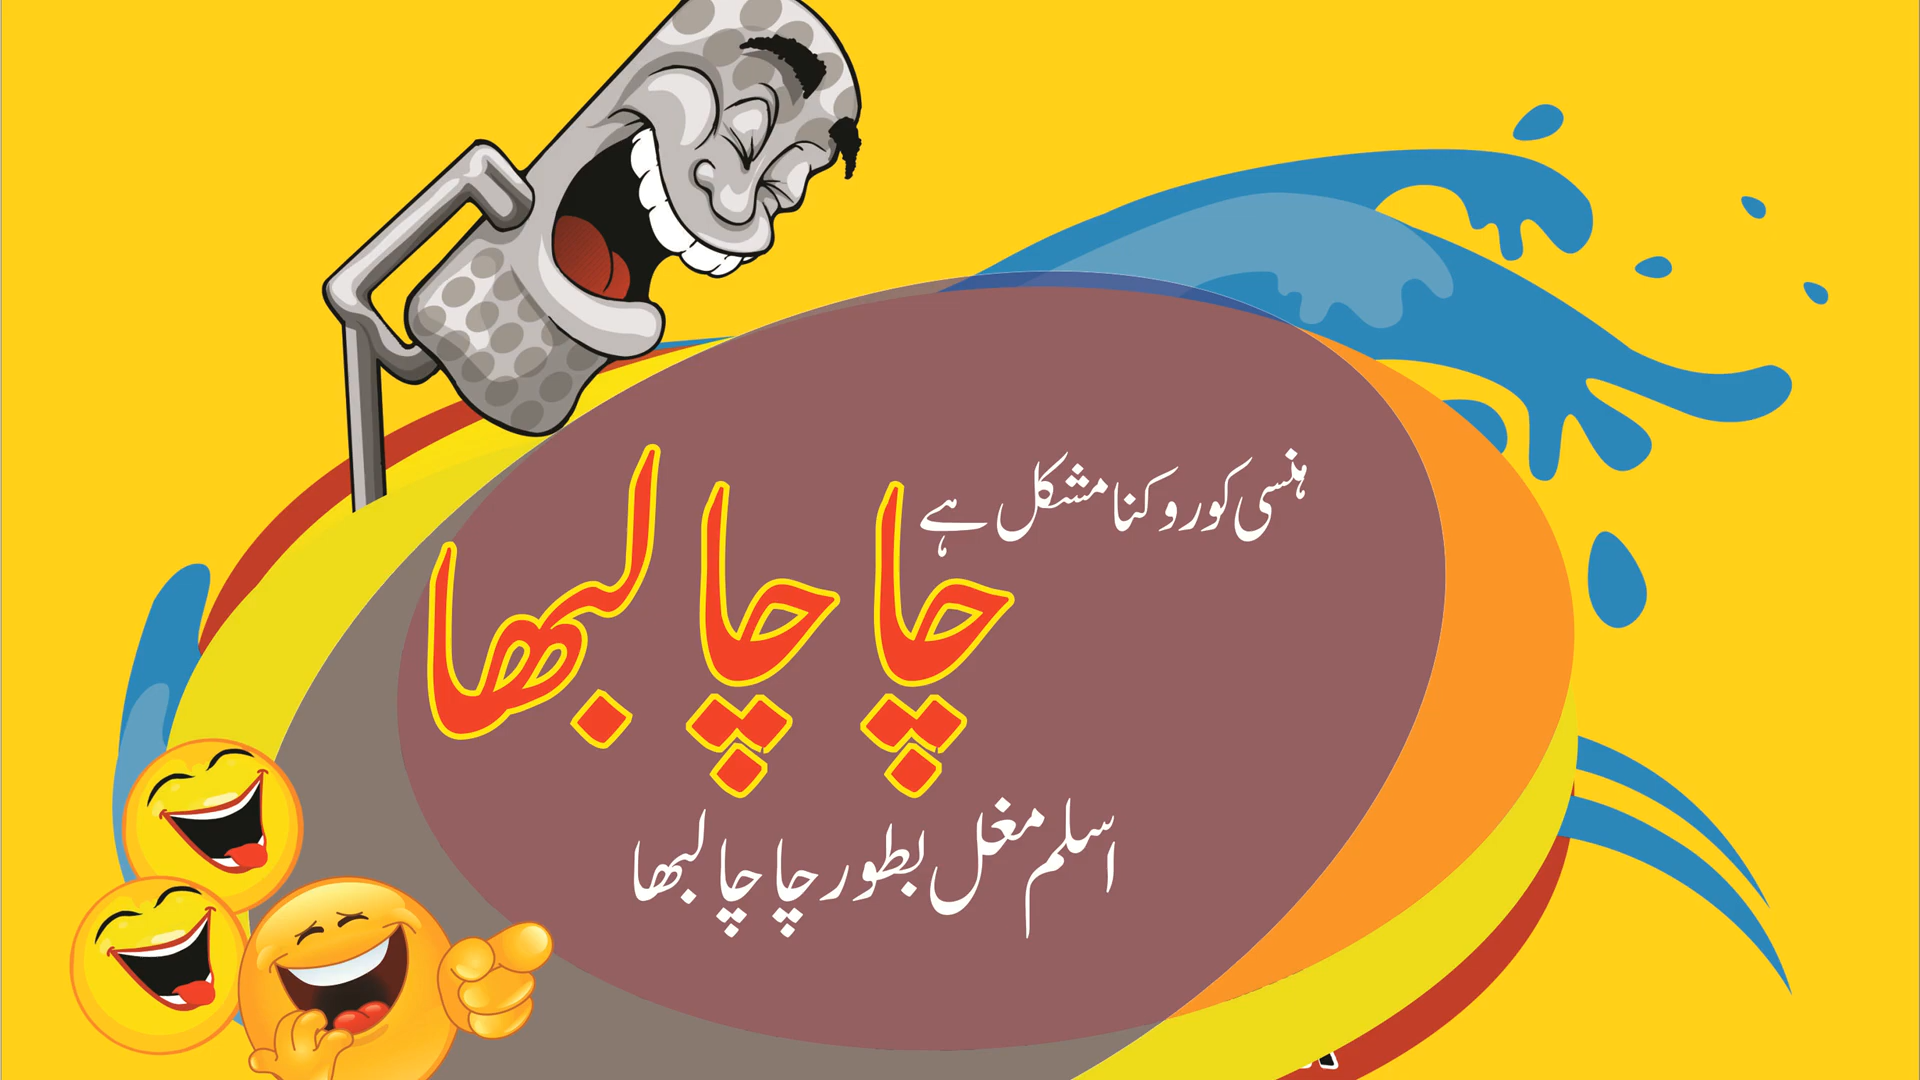 ہنسی کو روکنا مشکل ہے
چاچا لبھا
اسلم مغل بطور چاچا لبھا